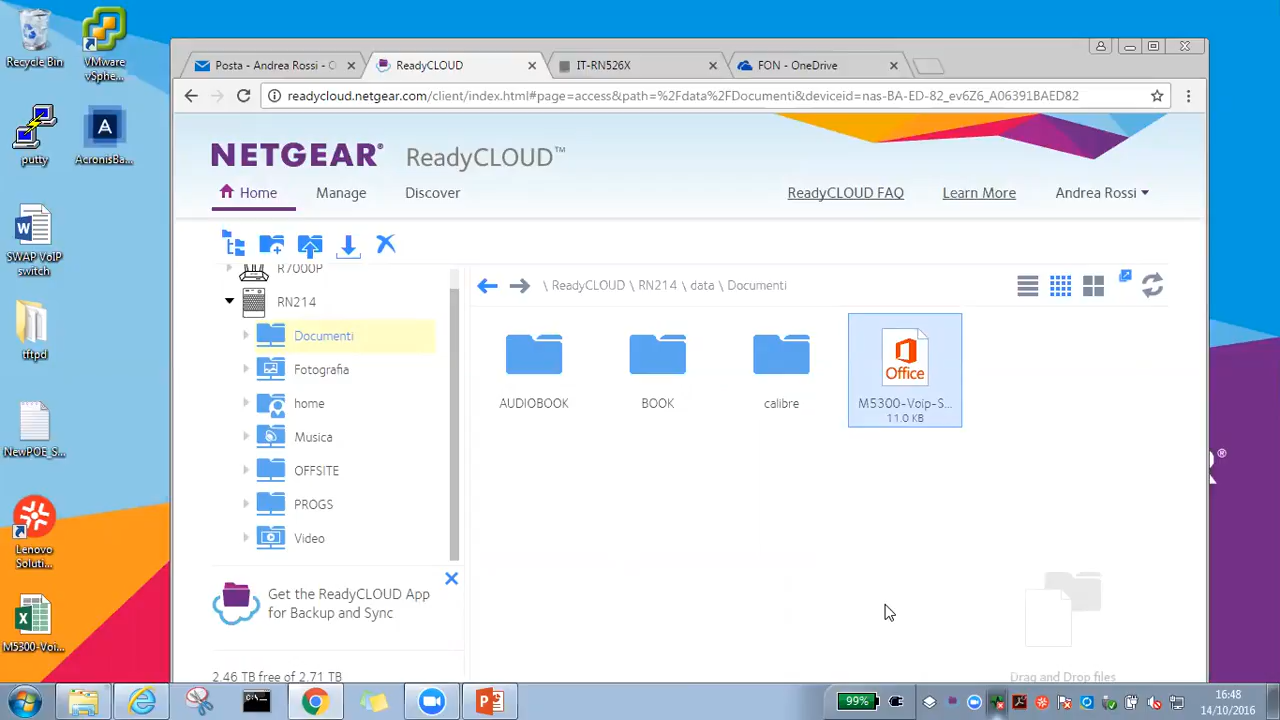 Recycle Bin
VMware
vSphe...
putty
AcronisBa...
SWAP VoIP
switch
tftpd
NewPOE_S...
Lenovo
Soluti...
M5300-Voi...
Posta - Andrea Rossi - O
ReadyCLOUD
IT-RN526X
FON - OneDrive
readycloud.netgear.com/client/index.html#page=access&path=%2Fdata%2FDocumenti&deviceid=nas-BA-ED-82_ev6Z6_A06391BAED82
NETGEAR® ReadyCLOUD™
Home
Manage
Discover
ReadyCLOUD FAQ
Learn More
Andrea Rossi
R7000P
RN214
Documenti
Fotografia
home
Musica
OFFSITE
PROGS
Video
\ ReadyCLOUD \ RN214 \ data \ Documenti
AUDIOBOOK
BOOK
calibre
Office
M5300-Voip-S...
11.0 KB
Get the ReadyCLOUD App
for Backup and Sync
2.46 TB free of 2.71 TB
Drag and Drop files
99%
16:48
14/10/2016